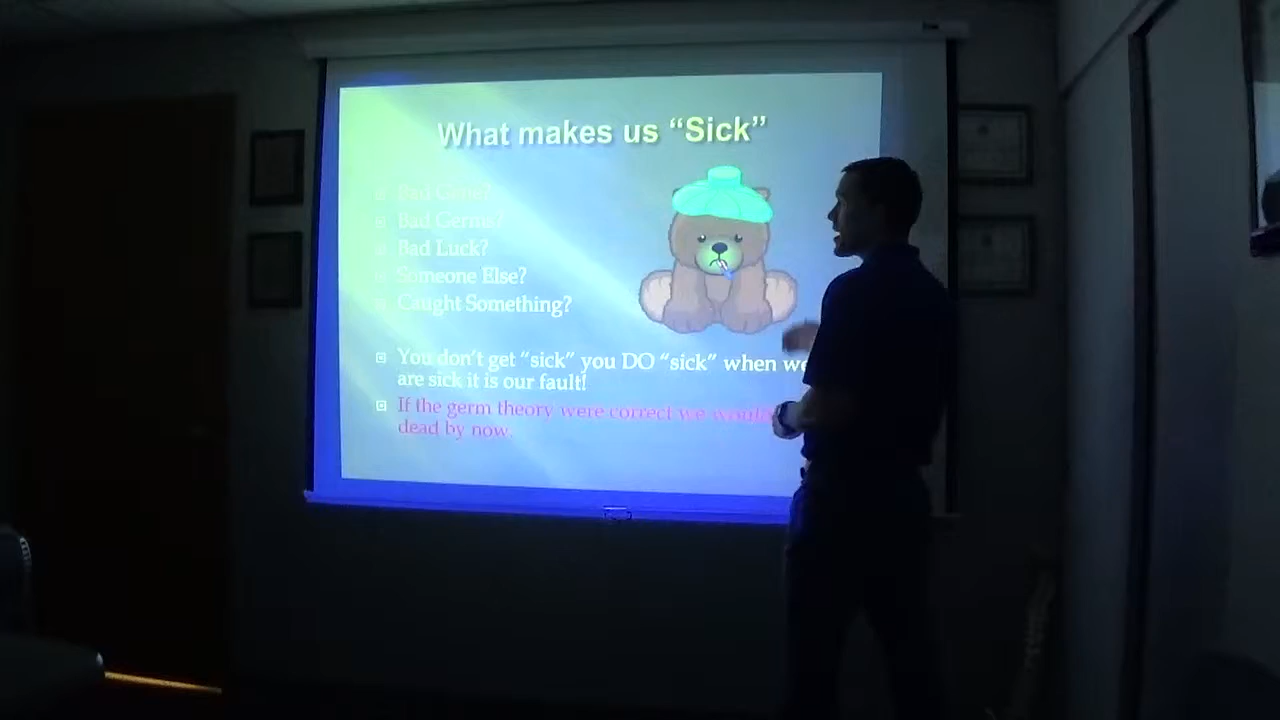 What makes us “Sick”
Bad Gene?
Bad Germs?
Bad Luck?
Someone Else?
Caught Something?
You don't get “sick” you DO “sick” when we
are sick it is our fault!
If the germ theory were correct we would
dead by now.